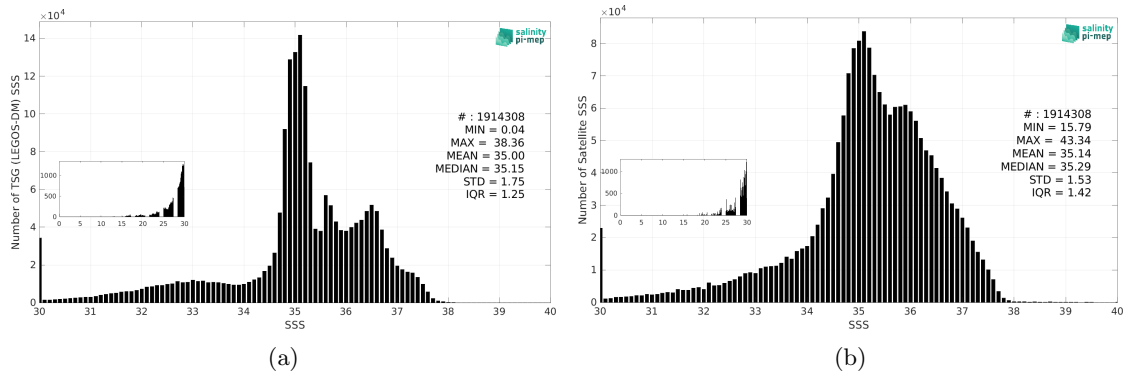 ×10⁴
14
12
10
8
6
4
2
0
Number of TSG (LEGOS-DM) SSS
30 31 32 33 34 35 36 37 38 39 40
SSS
salinity
pi-mep
# : 1914308
MIN = 0.04
MAX = 38.36
MEAN = 35.00
MEDIAN = 35.15
STD = 1.75
IQR = 1.25
1000
500
0
0 5 10 15 20 25 30
(a)
×10⁴
8
7
6
5
4
3
2
1
0
Number of Satellite SSS
30 31 32 33 34 35 36 37 38 39 40
SSS
salinity
pi-mep
# : 1914308
MIN = 15.79
MAX = 43.34
MEAN = 35.14
MEDIAN = 35.29
STD = 1.53
IQR = 1.42
1000
500
0
0 5 10 15 20 25 30
(b)